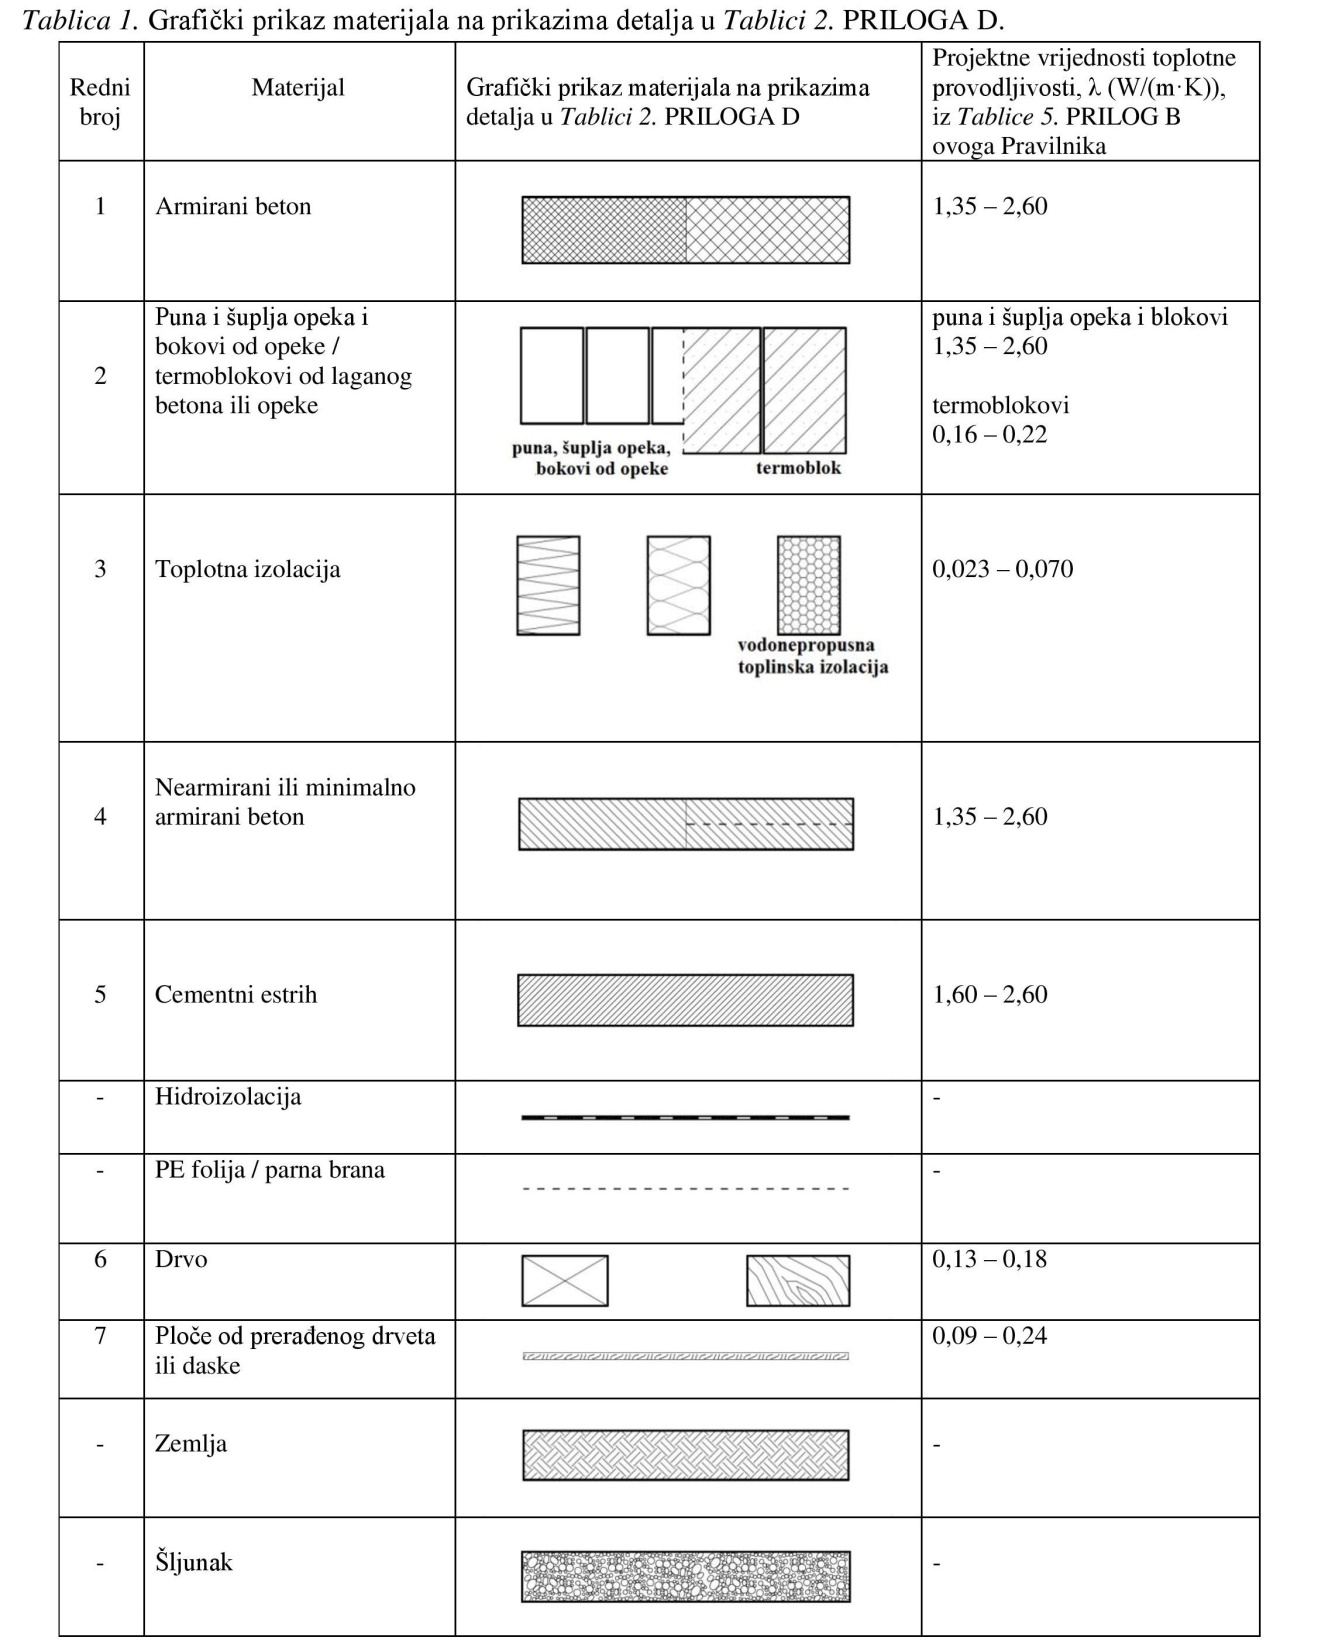 Tablica 1. Grafički prikaz materijala na prikazima detalja u Tablici 2. PRILOGA D.
Redni
broj
Materijal
Grafički prikaz materijala na prikazima
detalja u Tablici 2. PRILOGA D
Projektne vrijednosti toplotne
provodljivosti, λ (W/(m·K)),
iz Tablice 5. PRILOG B
ovoga Pravilnika
1
Armirani beton
1,35 – 2,60
2
Puna i šuplja opeka i
bokovi od opeke /
termoblokovi od laganog
betona ili opeke
puna, šuplja opeka,
bokovi od opeke
termoblok
puna i šuplja opeka i blokovi
1,35 – 2,60
termoblokovi
0,16 – 0,22
3
Toplotna izolacija
vodonepropusna
toplinska izolacija
0,023 – 0,070
4
Nearmirani ili minimalno
armirani beton
1,35 – 2,60
5
Cementni estrih
1,60 – 2,60
-
Hidroizolacija
-
-
PE folija / parna brana
-
6
Drvo
0,13 – 0,18
7
Ploče od prerađenog drveta
ili daske
0,09 – 0,24
-
Zemlja
-
-
Šljunak
-